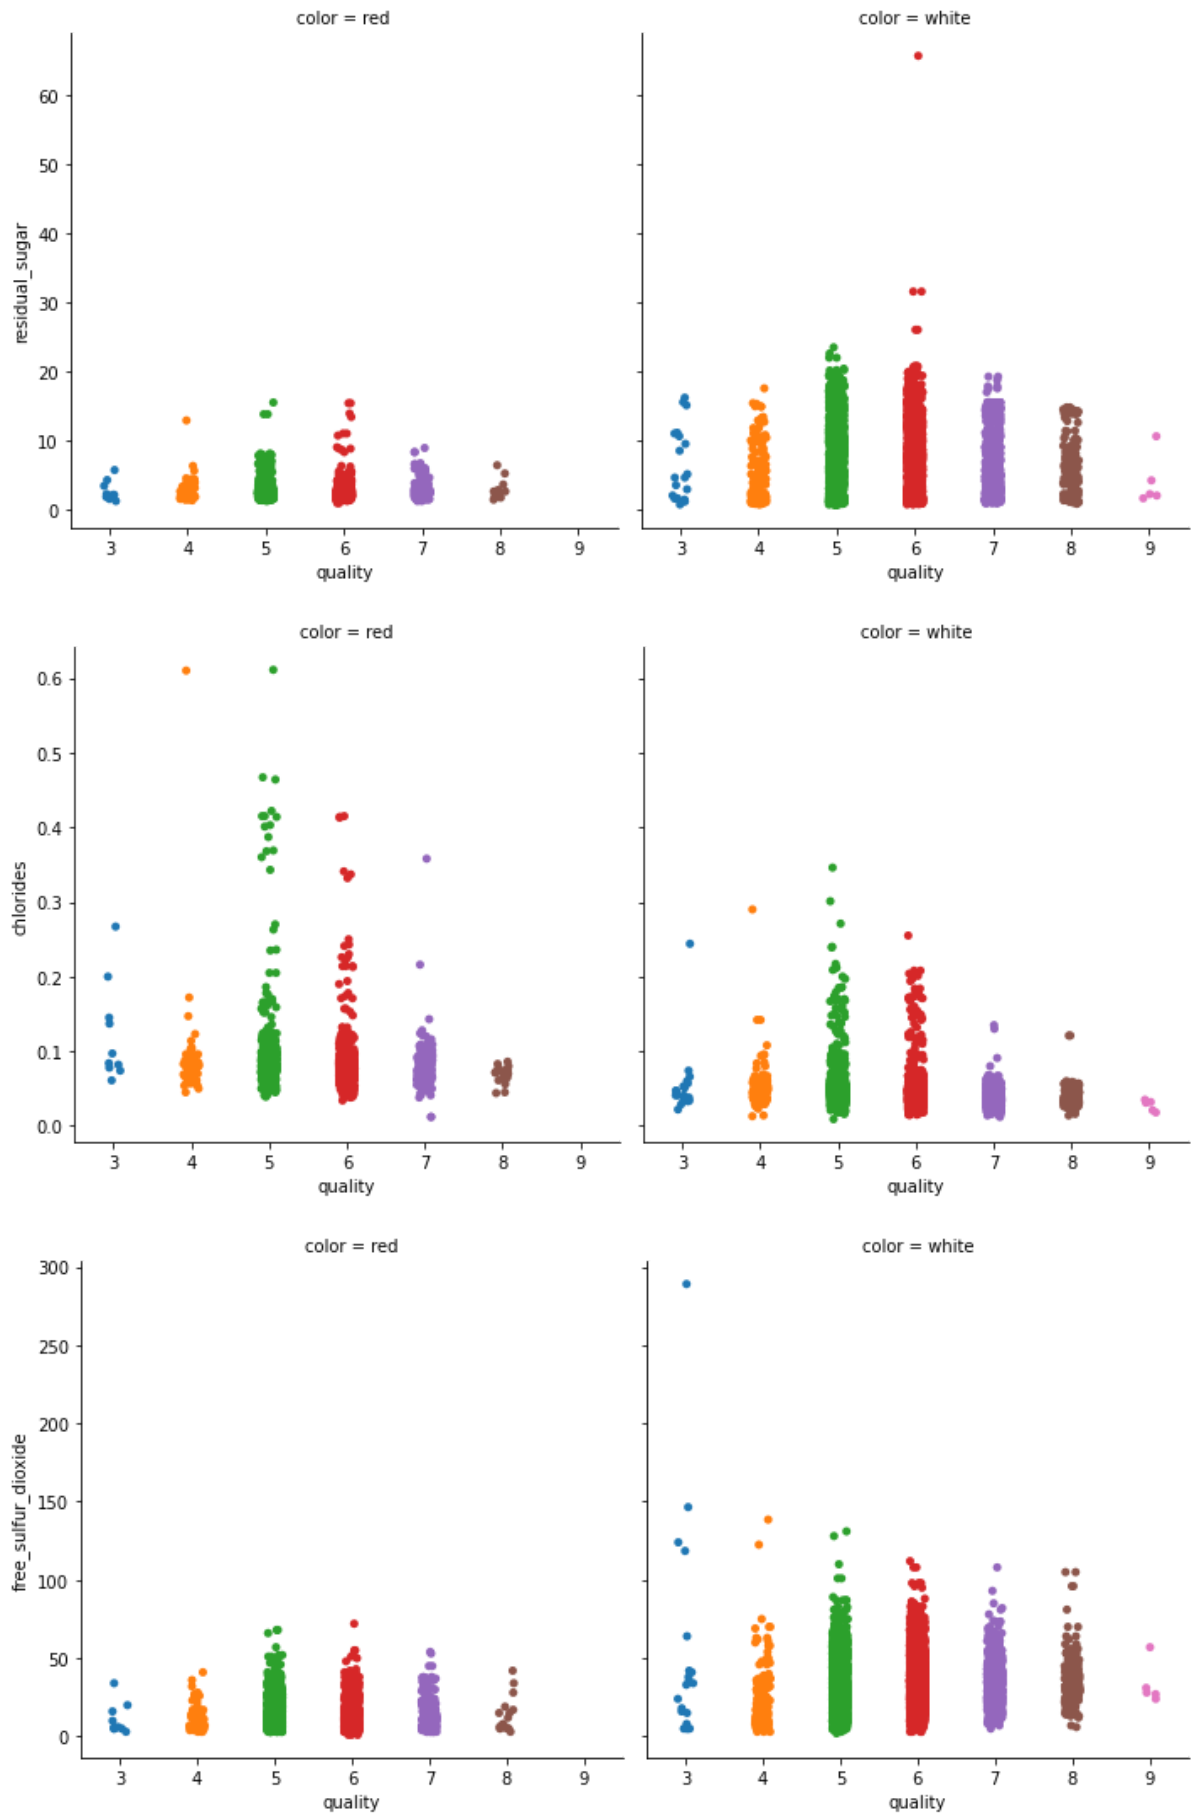 color = red
color = white
residual_sugar
60
50
40
30
20
10
0
3 4 5 6 7 8 9
quality
3 4 5 6 7 8 9
quality
color = red
color = white
chlorides
0.6
0.5
0.4
0.3
0.2
0.1
0.0
3 4 5 6 7 8 9
quality
3 4 5 6 7 8 9
quality
color = red
color = white
free_sulfur_dioxide
300
250
200
150
100
50
0
3 4 5 6 7 8 9
quality
3 4 5 6 7 8 9
quality